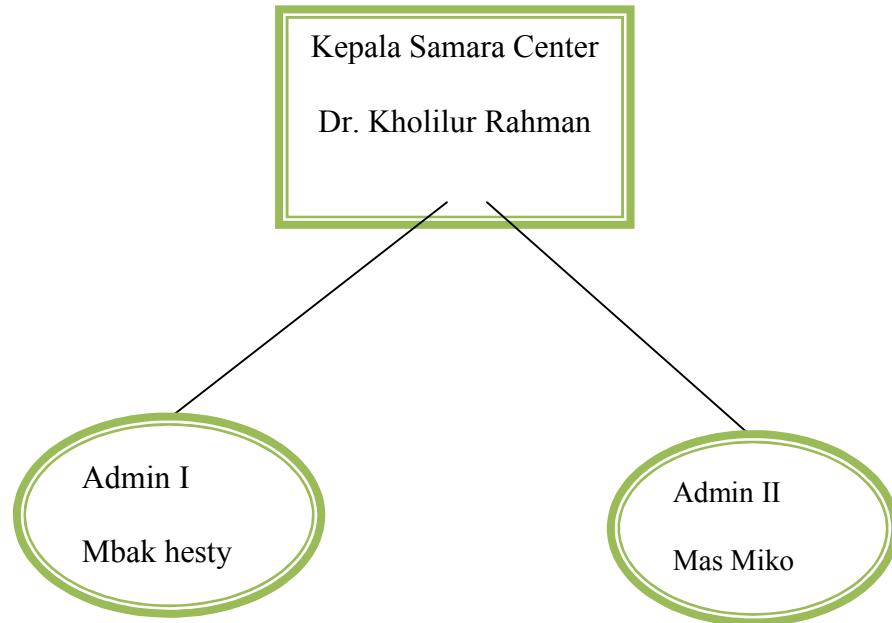 Kepala Samara Center
Dr. Kholilur Rahman
Admin I
Mbak hesty
Admin II
Mas Miko